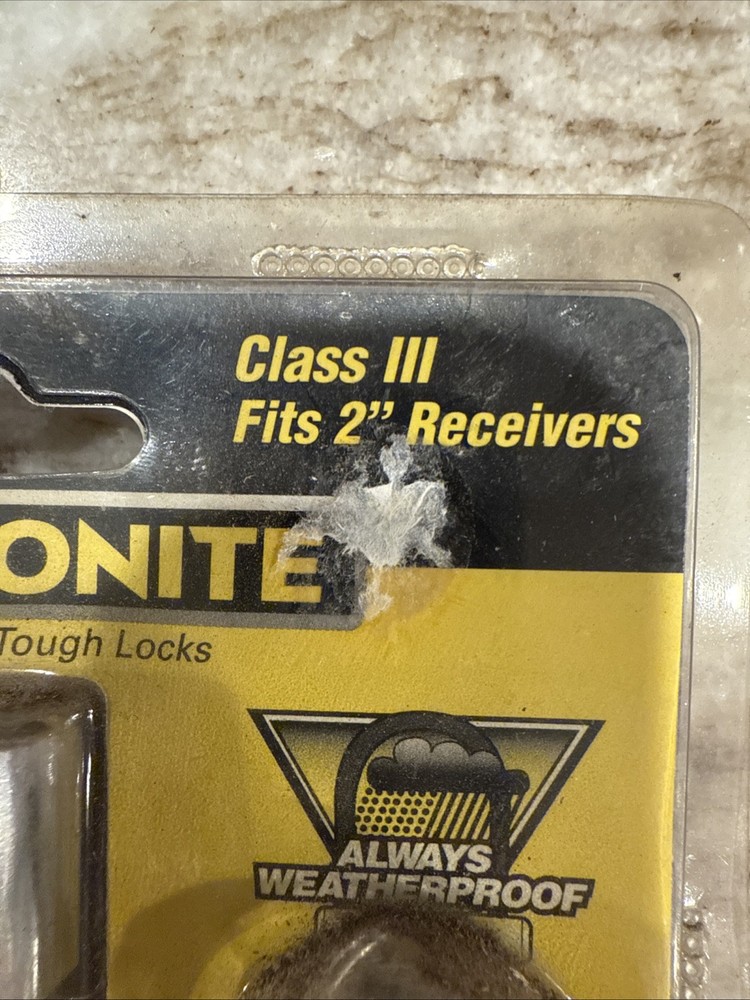 Class III
Fits 2” Receivers
ONITE
Tough Locks
ALWAYS
WEATHERPROOF